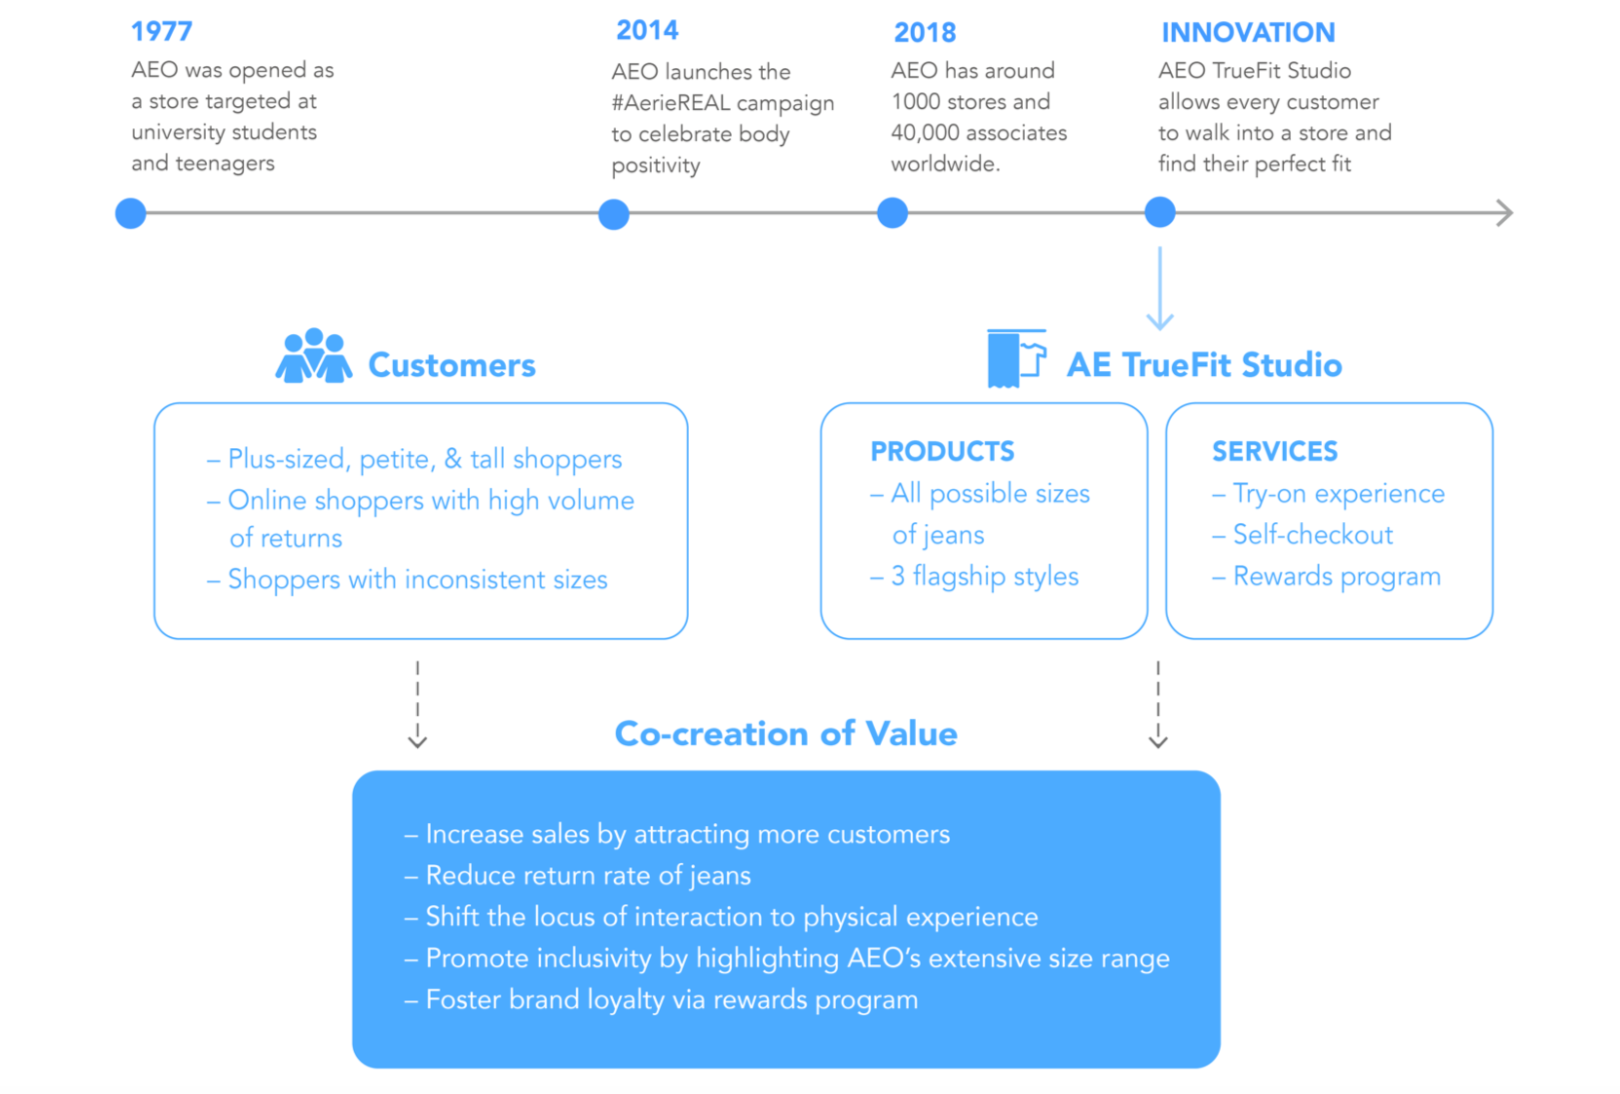 1977
AEO was opened as
a store targeted at
university students
and teenagers
2014
AEO launches the
#AerieREAL campaign
to celebrate body
positivity
2018
AEO has around
1000 stores and
40,000 associates
worldwide.
INNOVATION
AEO TrueFit Studio
allows every customer
to walk into a store and
find their perfect fit
Customers
– Plus-sized, petite, & tall shoppers
– Online shoppers with high volume
of returns
– Shoppers with inconsistent sizes
AE TrueFit Studio
PRODUCTS
– All possible sizes
of jeans
– 3 flagship styles
SERVICES
– Try-on experience
– Self-checkout
– Rewards program
Co-creation of Value
– Increase sales by attracting more customers
– Reduce return rate of jeans
– Shift the locus of interaction to physical experience
– Promote inclusivity by highlighting AEO’s extensive size range
– Foster brand loyalty via rewards program